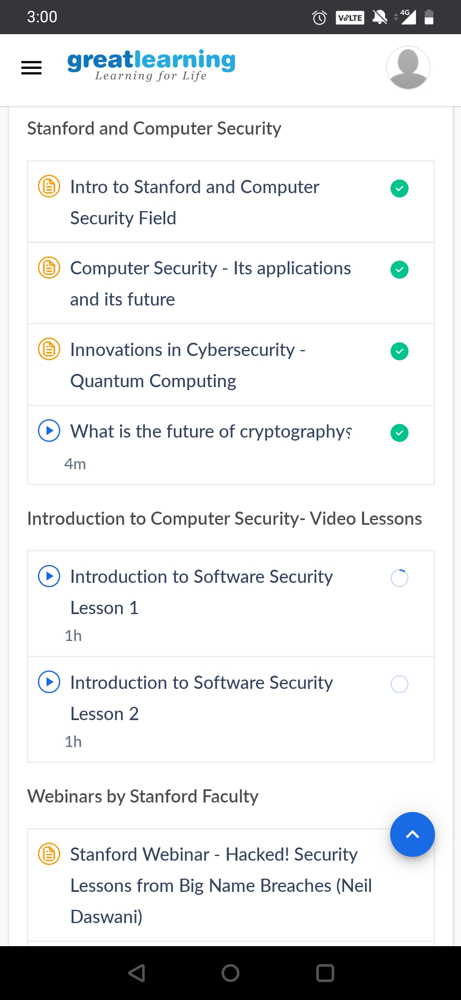 3:00
VoLTE
4G
greatlearning
Learning for Life
Stanford and Computer Security
Intro to Stanford and Computer
Security Field
Computer Security - Its applications
and its future
Innovations in Cybersecurity -
Quantum Computing
What is the future of cryptography؟
4m
Introduction to Computer Security- Video Lessons
Introduction to Software Security
Lesson 1
1h
Introduction to Software Security
Lesson 2
1h
Webinars by Stanford Faculty
Stanford Webinar - Hacked! Security
Lessons from Big Name Breaches (Neil
Daswani)